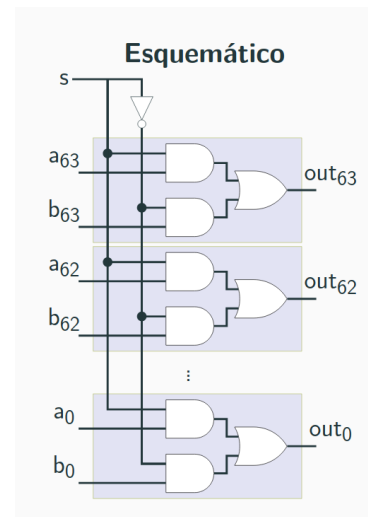 Esquemático
s
a63
out63
b63
a62
out62
b62
...
a0
out0
b0